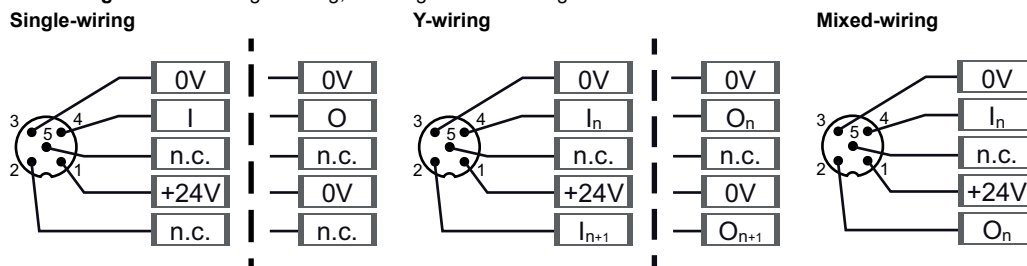 Single-wiring Y-wiring Mixed-wiring
0V 0V 0V 0V 0V
3 4 I O 3 4 In On 3 4 In
5 n.c. n.c. 5 n.c. n.c. 5 n.c.
2 1 +24V 0V 2 1 +24V 0V 2 1 +24V
n.c. n.c. In+1 On+1 On